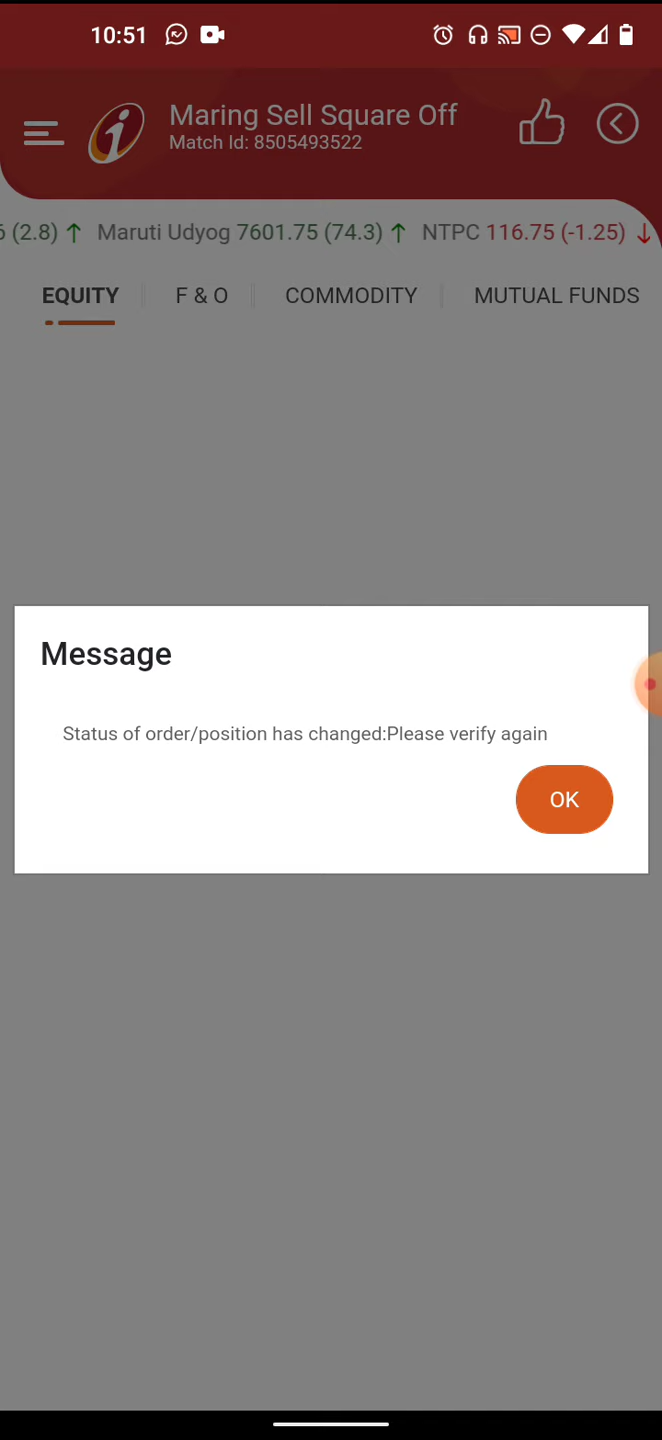 10:51
Maring Sell Square Off
Match Id: 8505493522
(2.8) ↑ Maruti Udyog 7601.75 (74.3) ↑ NTPC 116.75 (-1.25) ↓
EQUITY F & O COMMODITY MUTUAL FUNDS
Message
Status of order/position has changed:Please verify again
OK